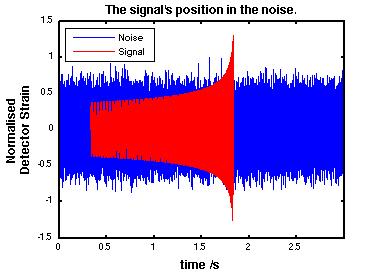 The signal's position in the noise.
Noise
Signal
Normalised
Detector Strain
1.5
1
0.5
0
-0.5
-1
-1.5
0
0.5
1
1.5
2
2.5
time /s